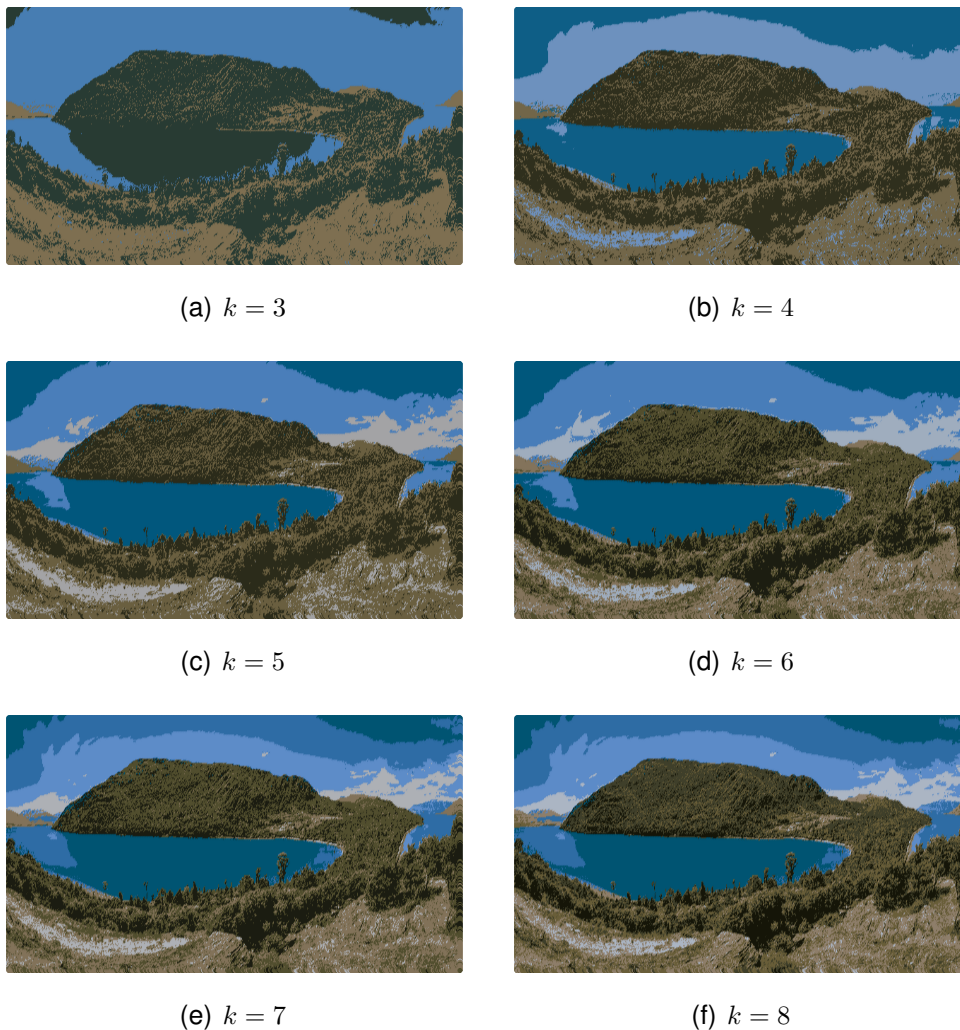 (a) k = 3
(b) k = 4
(c) k = 5
(d) k = 6
(e) k = 7
(f) k = 8